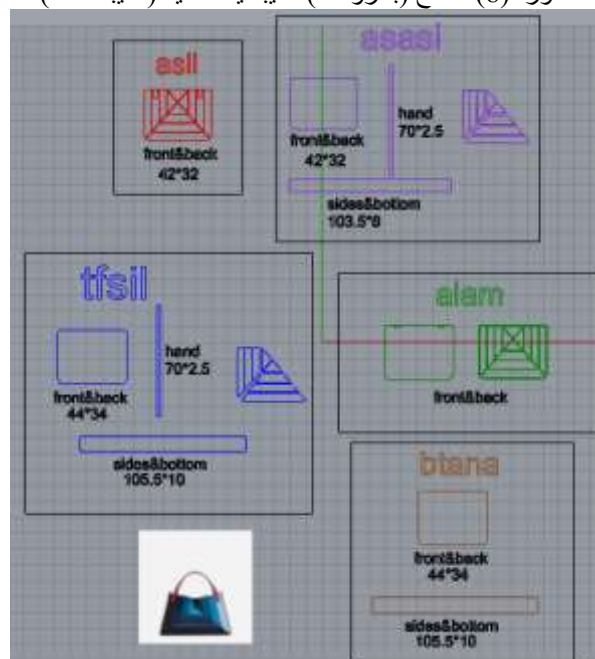 asll
front&back
42*32
asasi
hand
70*2.5
front&back
42*32
sides&bottom
103.5*8
tfsil
hand
70*2.5
front&back
44*34
sides&bottom
105.5*10
alam
front&back
btana
front&back
44*34
sides&bottom
105.5*10